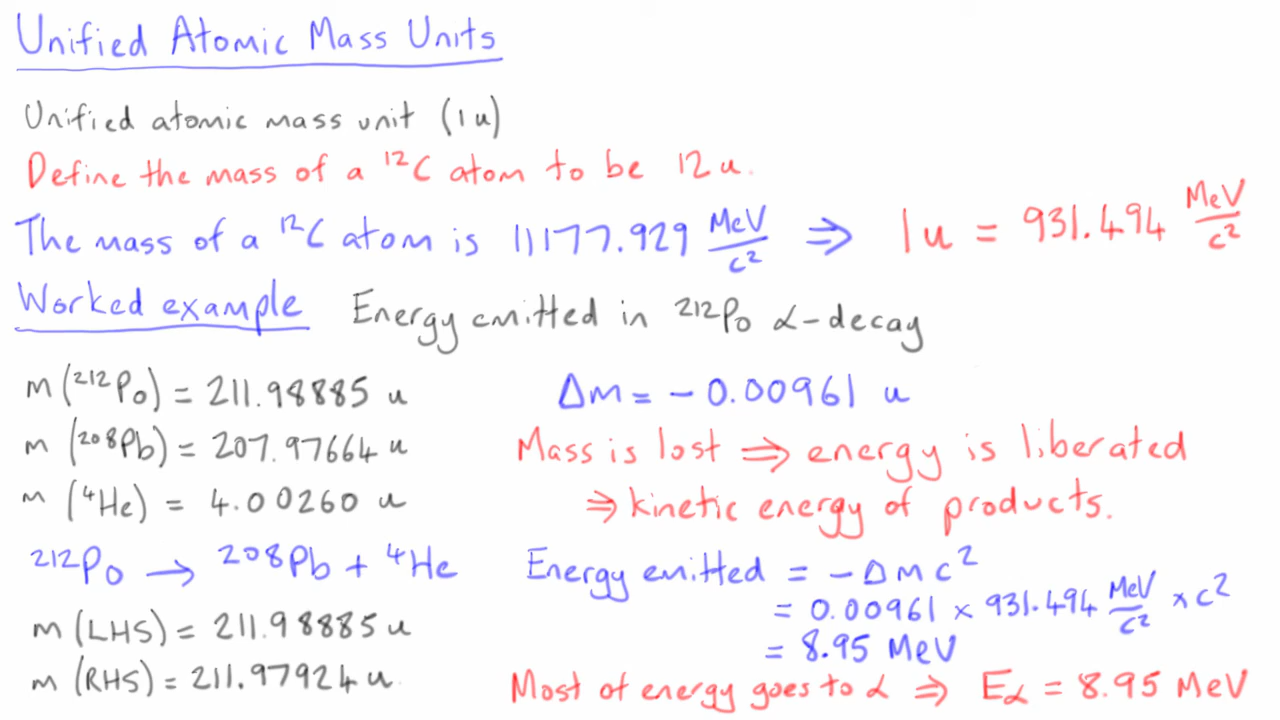 Unified Atomic Mass Units
Unified atomic mass unit (1u)
Define the mass of a ¹²C atom to be 12u.
The mass of a ¹²C atom is 11177.929 MeV/c² ⇒ 1u = 931.494 MeV/c²
Worked example Energy emitted in ²¹²Po α-decay
m(²¹²Po) = 211.98885 u
m(²⁰⁸Pb) = 207.97664 u
m(⁴He) = 4.00260 u
²¹²Po → ²⁰⁸Pb + ⁴He
m(LHS) = 211.98885 u
m(RHS) = 211.97924 u
Δm = -0.00961 u
Mass is lost ⇒ energy is liberated
⇒ kinetic energy of products.
Energy emitted = -Δmc²
= 0.00961 × 931.494 MeV/c² × c²
= 8.95 MeV
Most of energy goes to α ⇒ Eα = 8.95 MeV